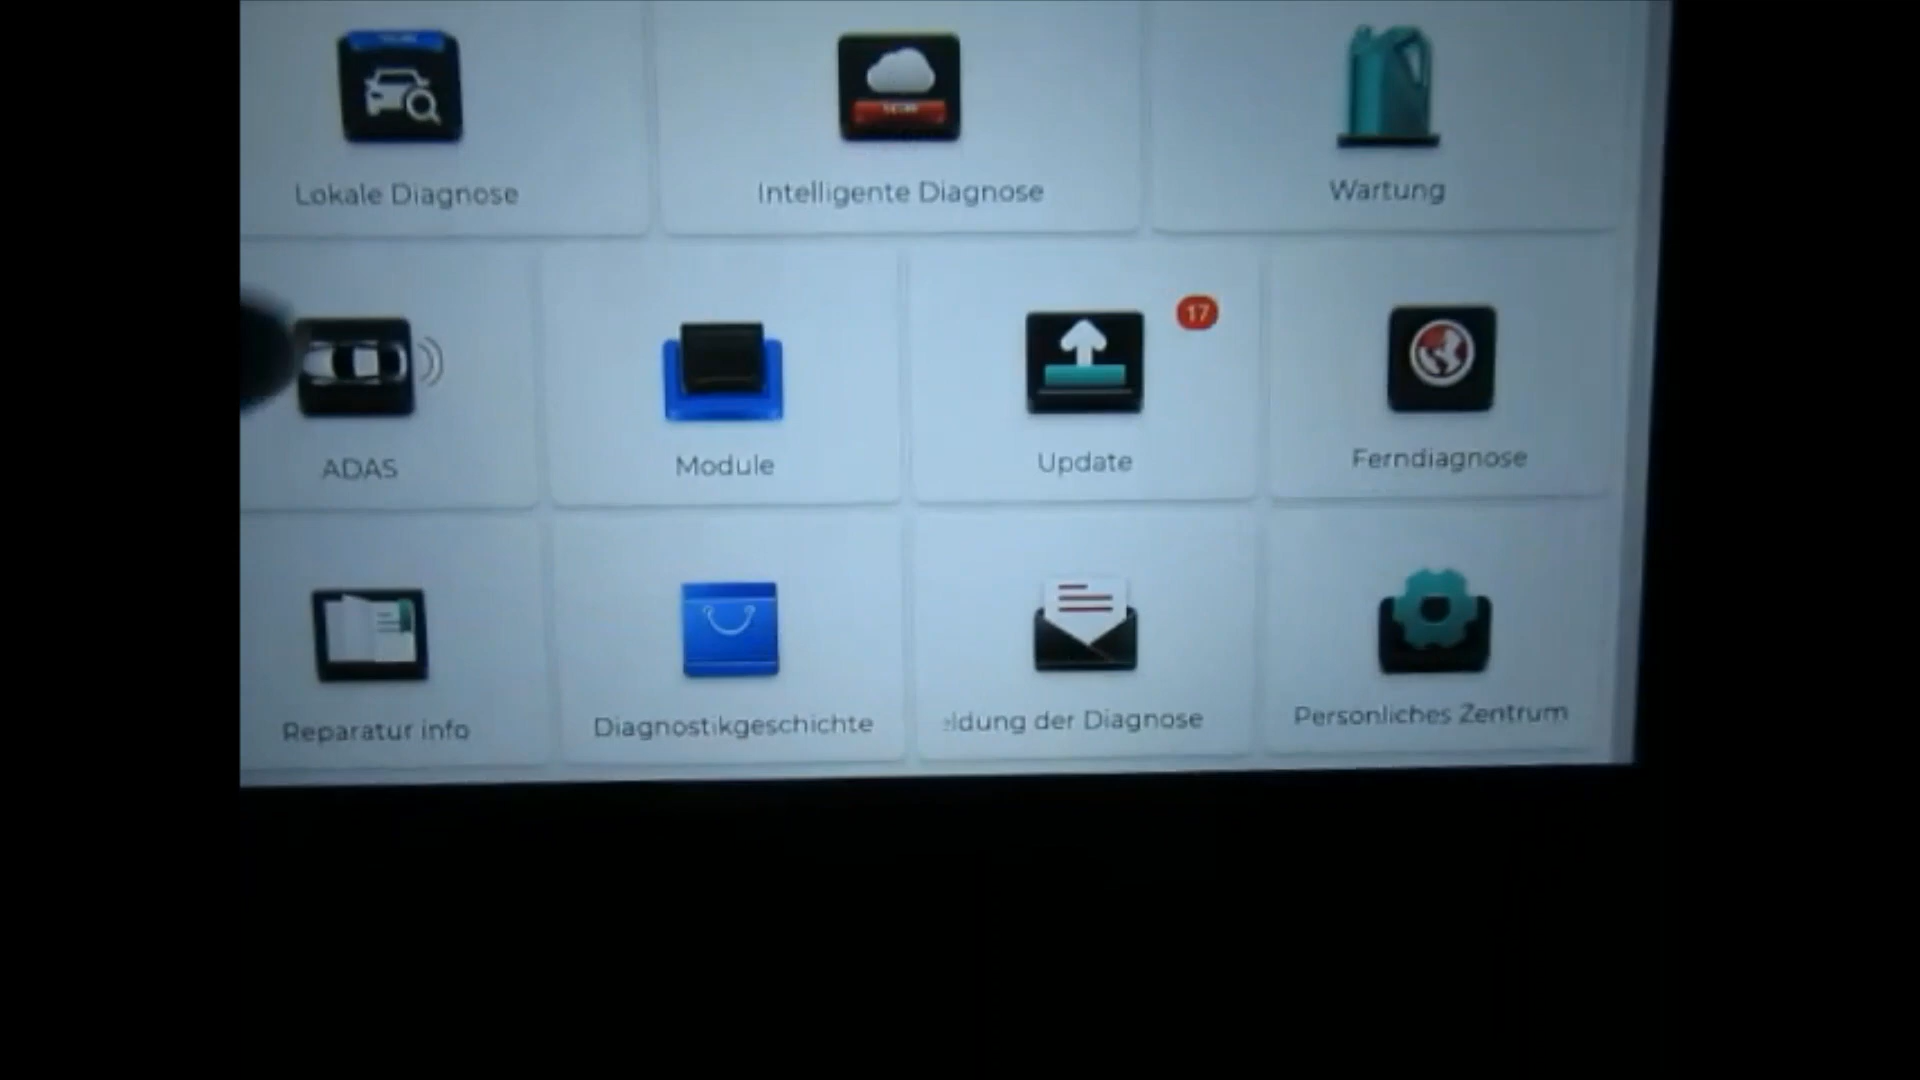 Lokale Diagnose
Intelligente Diagnose
Wartung
17
ADAS
Module
Update
Ferndiagnose
Reparatur info
Diagnostikgeschichte
ldung der Diagnose
Personliches Zentrum